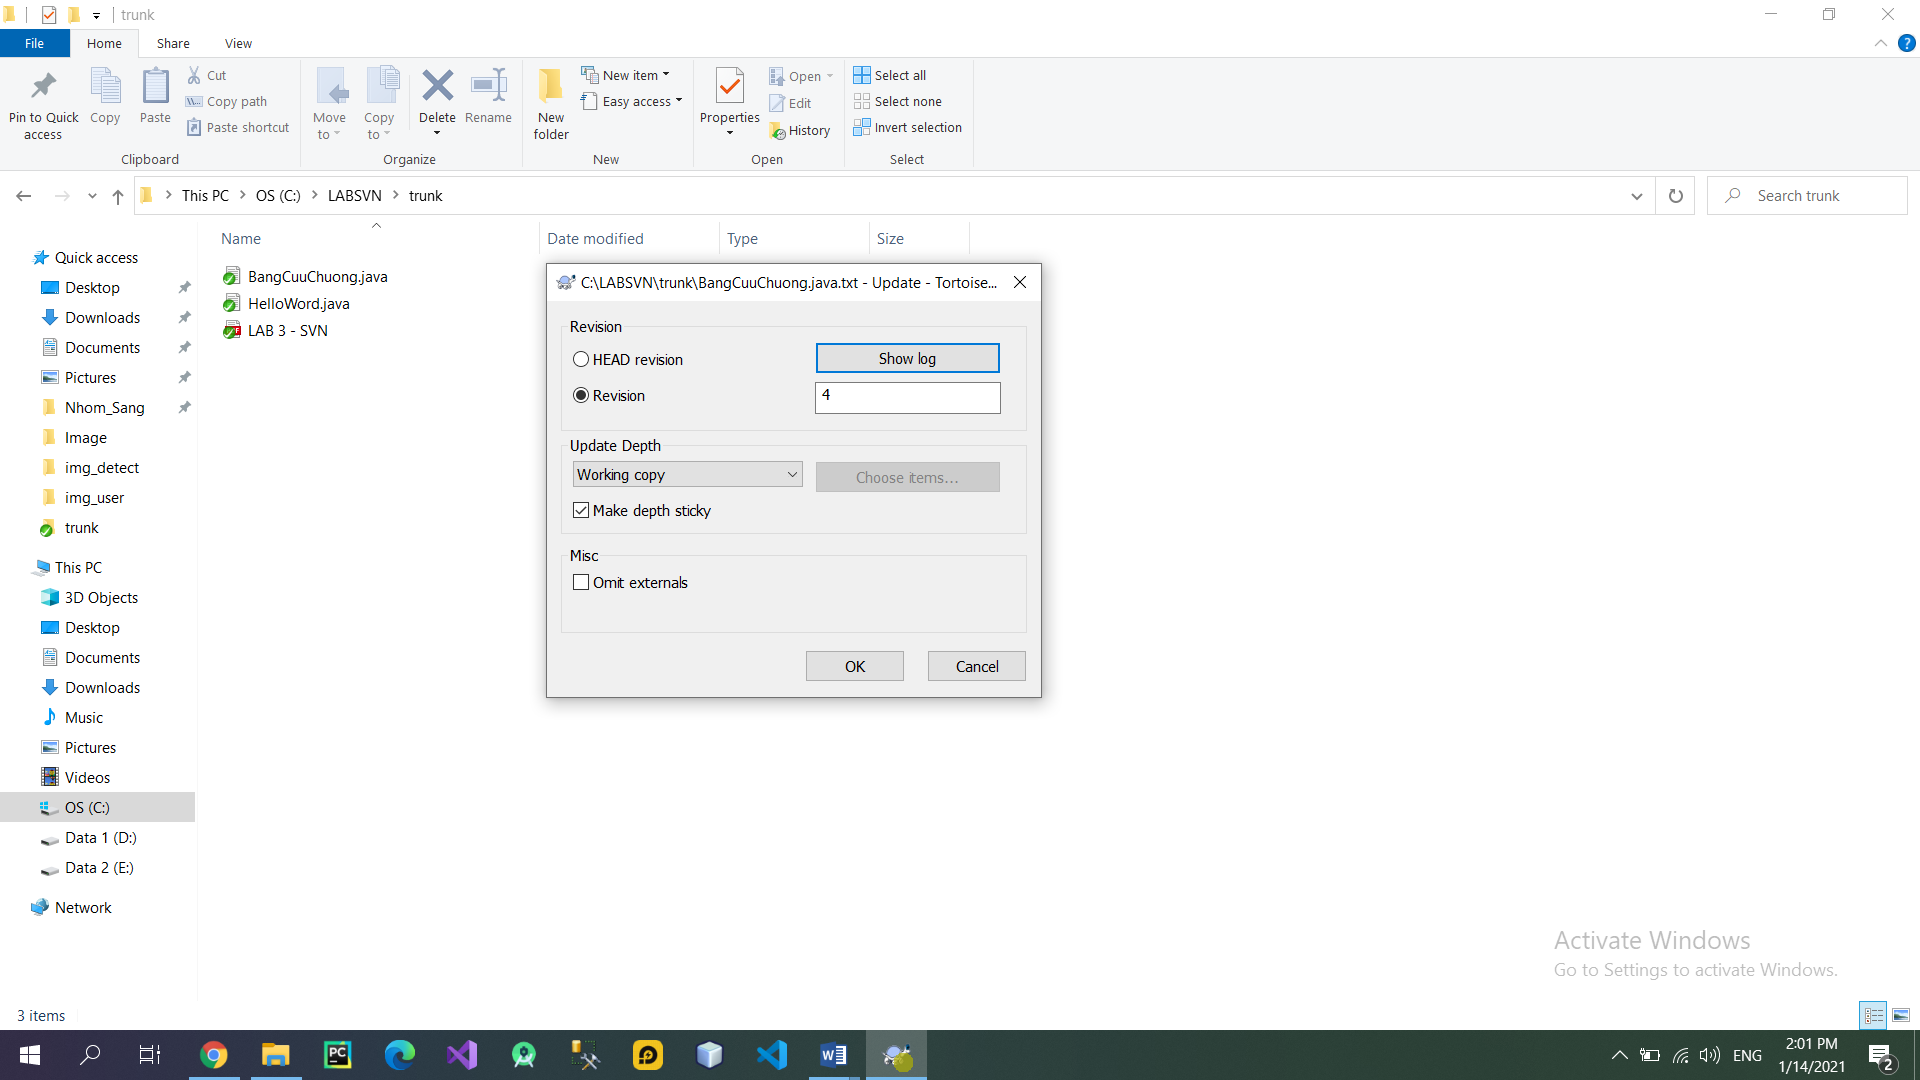 trunk
File
Home
Share
View
Pin to Quick access
Copy
Paste
Cut
Copy path
Paste shortcut
Clipboard
Move to
Copy to
Delete
Rename
Organize
New folder
New item
Easy access
New
Properties
Open
Edit
History
Open
Select all
Select none
Invert selection
Select
This PC
OS (C:)
LABSVN
trunk
Search trunk
Name
Date modified
Type
Size
Quick access
Desktop
Downloads
Documents
Pictures
Nhom_Sang
Image
img_detect
img_user
trunk
This PC
3D Objects
Desktop
Documents
Downloads
Music
Pictures
Videos
OS (C:)
Data 1 (D:)
Data 2 (E:)
Network
BangCuuChuong.java
HelloWord.java
LAB 3 - SVN
C:\LABSVN\trunk\BangCuuChuong.java.txt - Update - Tortoise...
Revision
HEAD revision
Show log
Revision
4
Update Depth
Working copy
Choose items...
Make depth sticky
Misc
Omit externals
OK
Cancel
Activate Windows
Go to Settings to activate Windows.
3 items
ENG
2:01 PM
1/14/2021
2